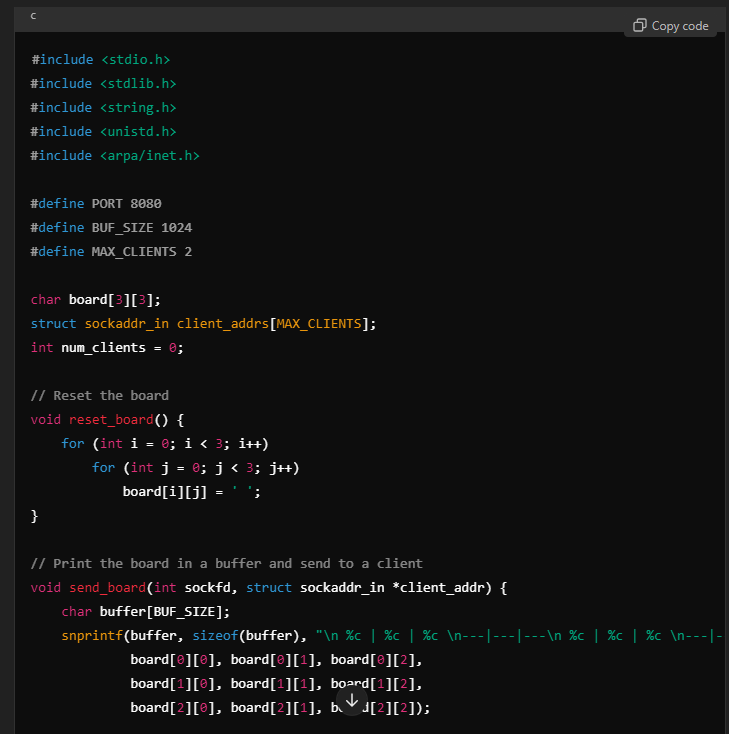 c
Copy code
#include <stdio.h>
#include <stdlib.h>
#include <string.h>
#include <unistd.h>
#include <arpa/inet.h>
#define PORT 8080
#define BUF_SIZE 1024
#define MAX_CLIENTS 2
char board[3][3];
struct sockaddr_in client_addrs[MAX_CLIENTS];
int num_clients = 0;
// Reset the board
void reset_board() {
    for (int i = 0; i < 3; i++)
        for (int j = 0; j < 3; j++)
            board[i][j] = ' ';
}
// Print the board in a buffer and send to a client
void send_board(int sockfd, struct sockaddr_in *client_addr) {
    char buffer[BUF_SIZE];
    snprintf(buffer, sizeof(buffer), "\n %c | %c | %c \n---|---|---\n %c | %c | %c \n---|-
             board[0][0], board[0][1], board[0][2],
             board[1][0], board[1][1], board[1][2],
             board[2][0], board[2][1], [2][2]);